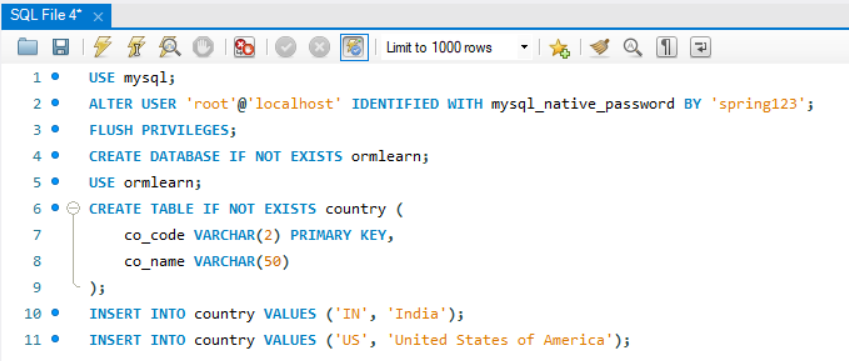 SQL File 4*
Limit to 1000 rows
1 USE mysql;
2 ALTER USER 'root'@'localhost' IDENTIFIED WITH mysql_native_password BY 'spring123';
3 FLUSH PRIVILEGES;
4 CREATE DATABASE IF NOT EXISTS ormlearn;
5 USE ormlearn;
6 CREATE TABLE IF NOT EXISTS country (
7 co_code VARCHAR(2) PRIMARY KEY,
8 co_name VARCHAR(50)
9 );
10 INSERT INTO country VALUES ('IN', 'India');
11 INSERT INTO country VALUES ('US', 'United States of America');